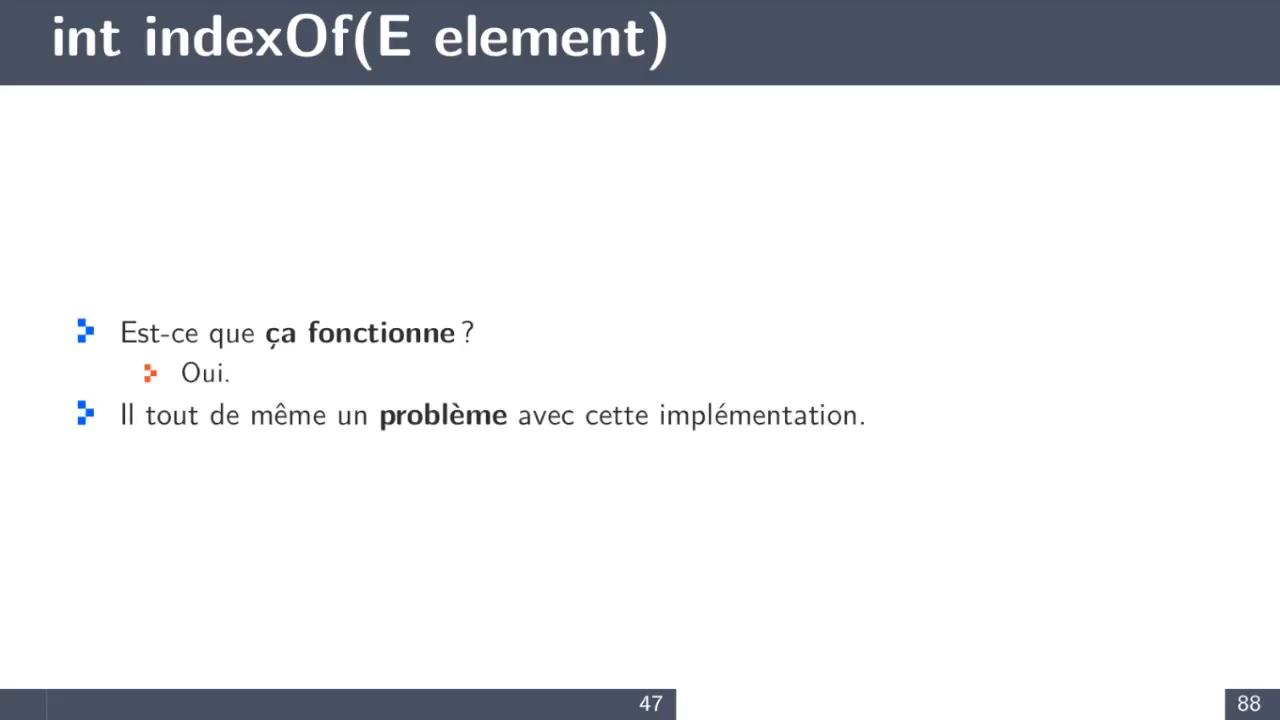 int indexOf(E element)
Est-ce que ça fonctionne ?
Oui.
Il tout de même un problème avec cette implémentation.
47
88